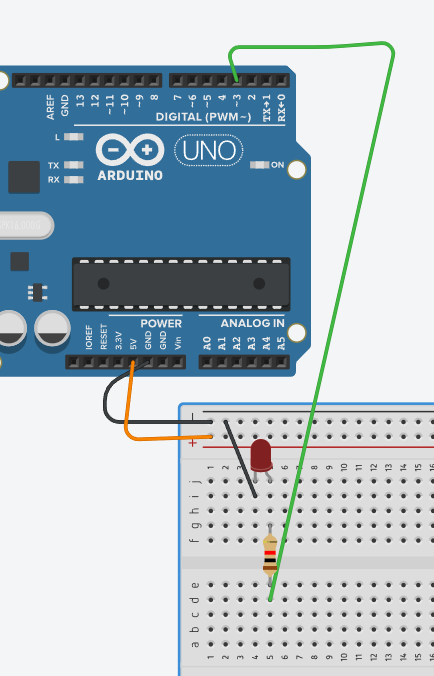 AREF
GND
13
12
~11
~10
~9
8
7
~6
~5
4
~3
2
TX→1
RX←0
DIGITAL (PWM~)
L
TX
RX
ARDUINO
UNO
ON
POWER
ANALOG IN
IOREF
RESET
3.3V
5V
GND
GND
Vin
A0
A1
A2
A3
A4
A5
−
+
1 2 3 4 5 6 7 8 9 10 11 12 13 14 15 16
j
i
h
g
f
e
d
c
b
a
1 2 3 4 5 6 7 8 9 10 11 12 13 14 15 16